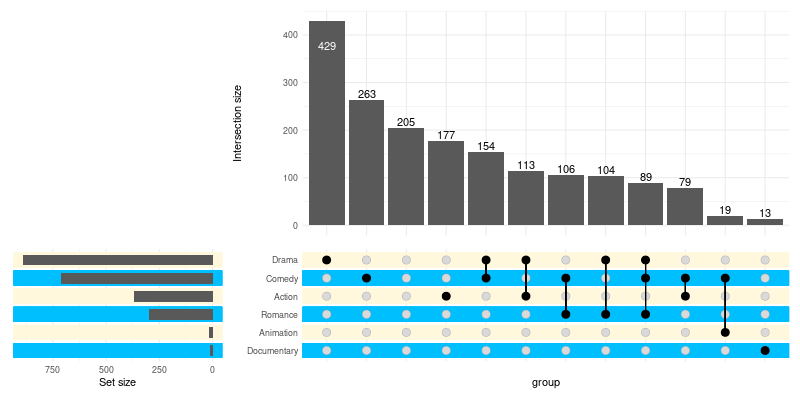 400
300
200
100
0
Intersection size
429
263
205
177
154
113
106
104
89
79
19
13
Drama
Comedy
Action
Romance
Animation
Documentary
750
500
250
0
Set size
group